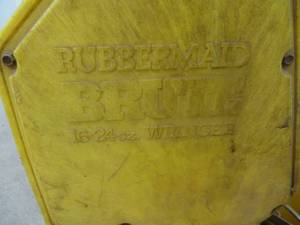 RUBBERMAID
BRUTE
16-24 oz. WRINGER